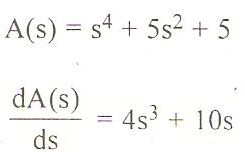 A(s) = s⁴ + 5s² + 5
dA(s)/ds = 4s³ + 10s